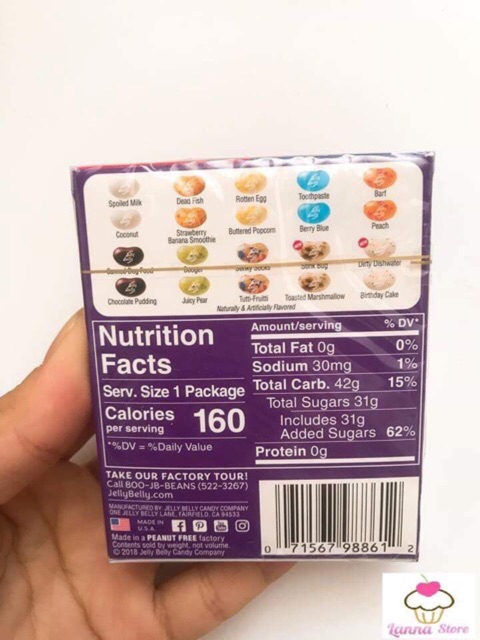 Spoiled Milk Dead Fish Rotten Egg Toothpaste Barf
Coconut Strawberry Banana Smoothie Buttered Popcorn Berry Blue Peach
Canned Dog Food Booger Stinky Socks Stink Bug Dirty Dishwater
Chocolate Pudding Juicy Pear Tutti-Fruitti Toasted Marshmallow Birthday Cake
Naturally & Artificially Flavored
Nutrition
Facts
Serv. Size 1 Package
Calories 160
per serving
*%DV = %Daily Value
Amount/serving % DV*
Total Fat 0g 0%
Sodium 30mg 1%
Total Carb. 42g 15%
Total Sugars 31g
Includes 31g
Added Sugars 62%
Protein 0g
TAKE OUR FACTORY TOUR!
Call 800-JB-BEANS (522-3267)
JellyBelly.com
MANUFACTURED BY JELLY BELLY CANDY COMPANY
ONE JELLY BELLY LANE, FAIRFIELD, CA 94533
MADE IN
U.S.A.
Made in a PEANUT FREE factory
Contents sold by weight, not volume.
© 2018 Jelly Belly Candy Company
0 71567 98861 2
Lanna Store